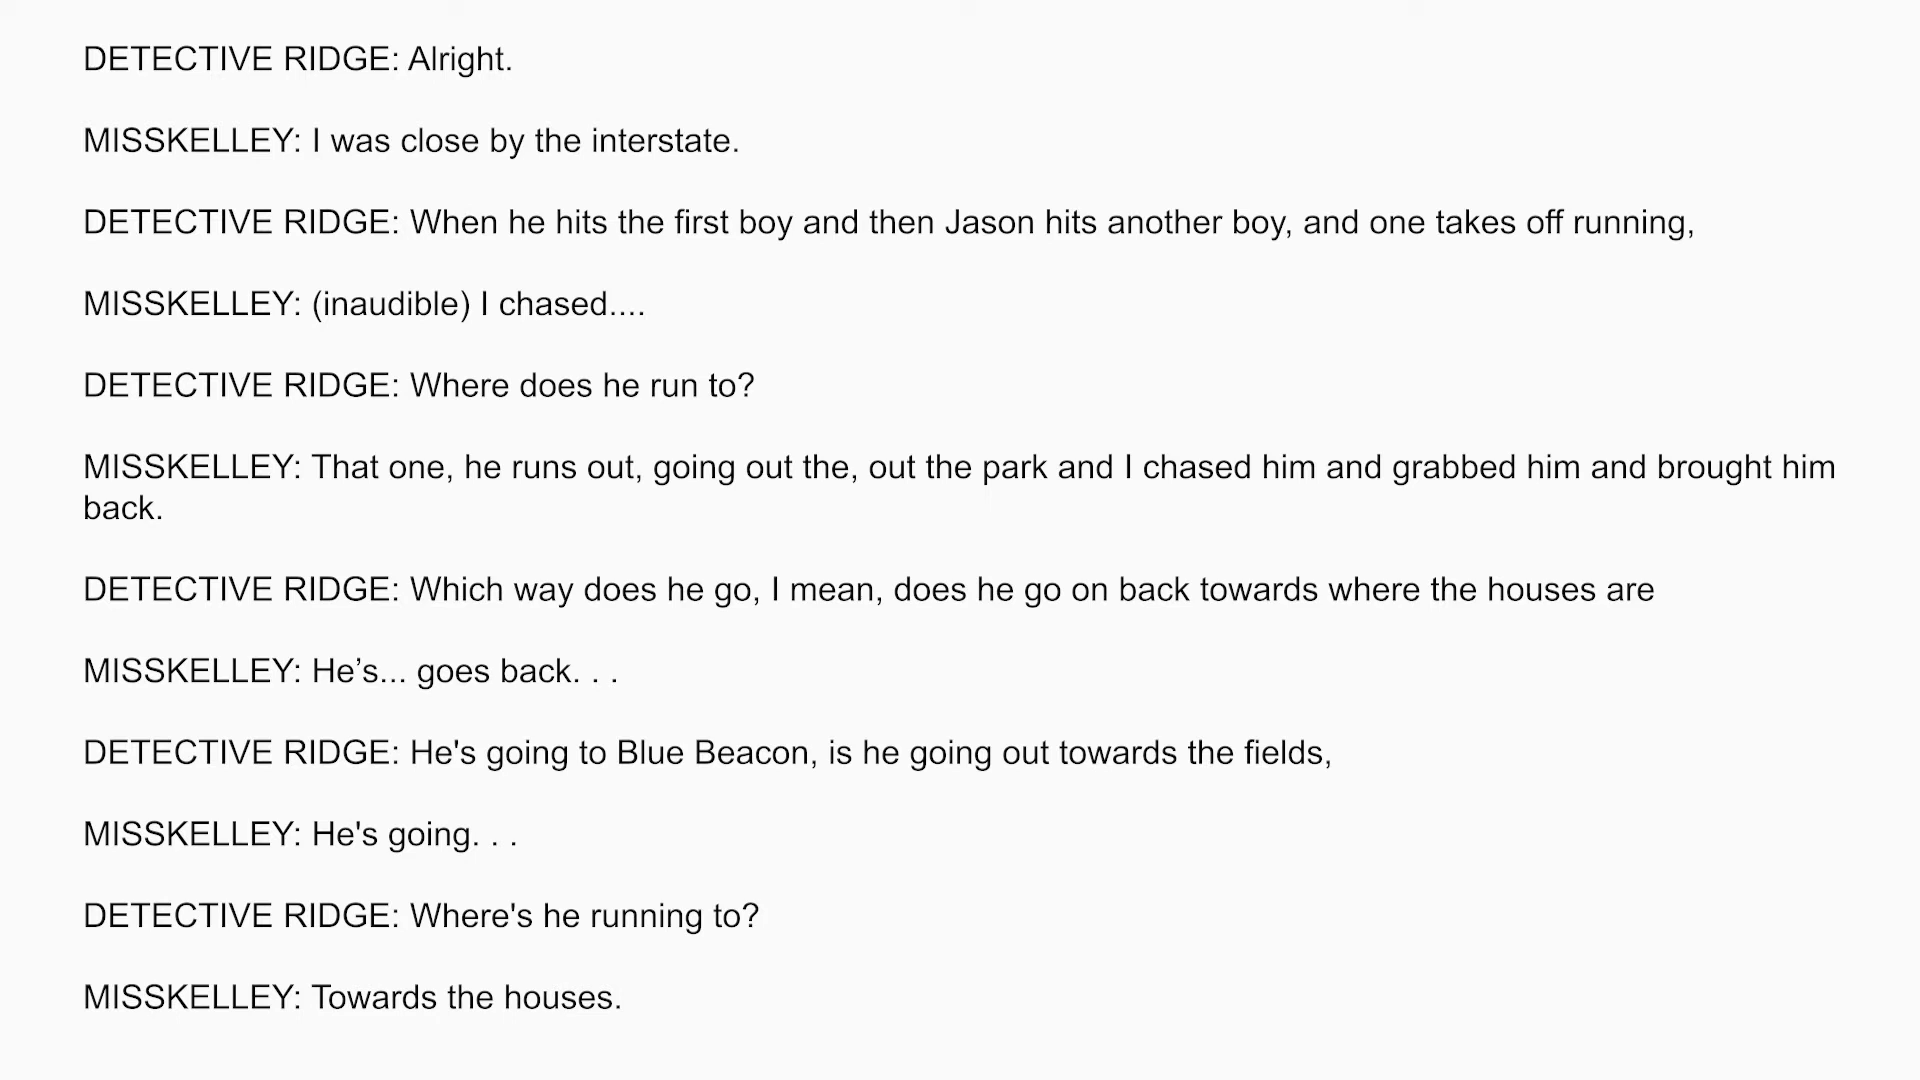 DETECTIVE RIDGE: Alright.
MISSKELLEY: I was close by the interstate.
DETECTIVE RIDGE: When he hits the first boy and then Jason hits another boy, and one takes off running,
MISSKELLEY: (inaudible) I chased....
DETECTIVE RIDGE: Where does he run to?
MISSKELLEY: That one, he runs out, going out the, out the park and I chased him and grabbed him and brought him
back.
DETECTIVE RIDGE: Which way does he go, I mean, does he go on back towards where the houses are
MISSKELLEY: He’s... goes back. . .
DETECTIVE RIDGE: He's going to Blue Beacon, is he going out towards the fields,
MISSKELLEY: He's going. . .
DETECTIVE RIDGE: Where's he running to?
MISSKELLEY: Towards the houses.